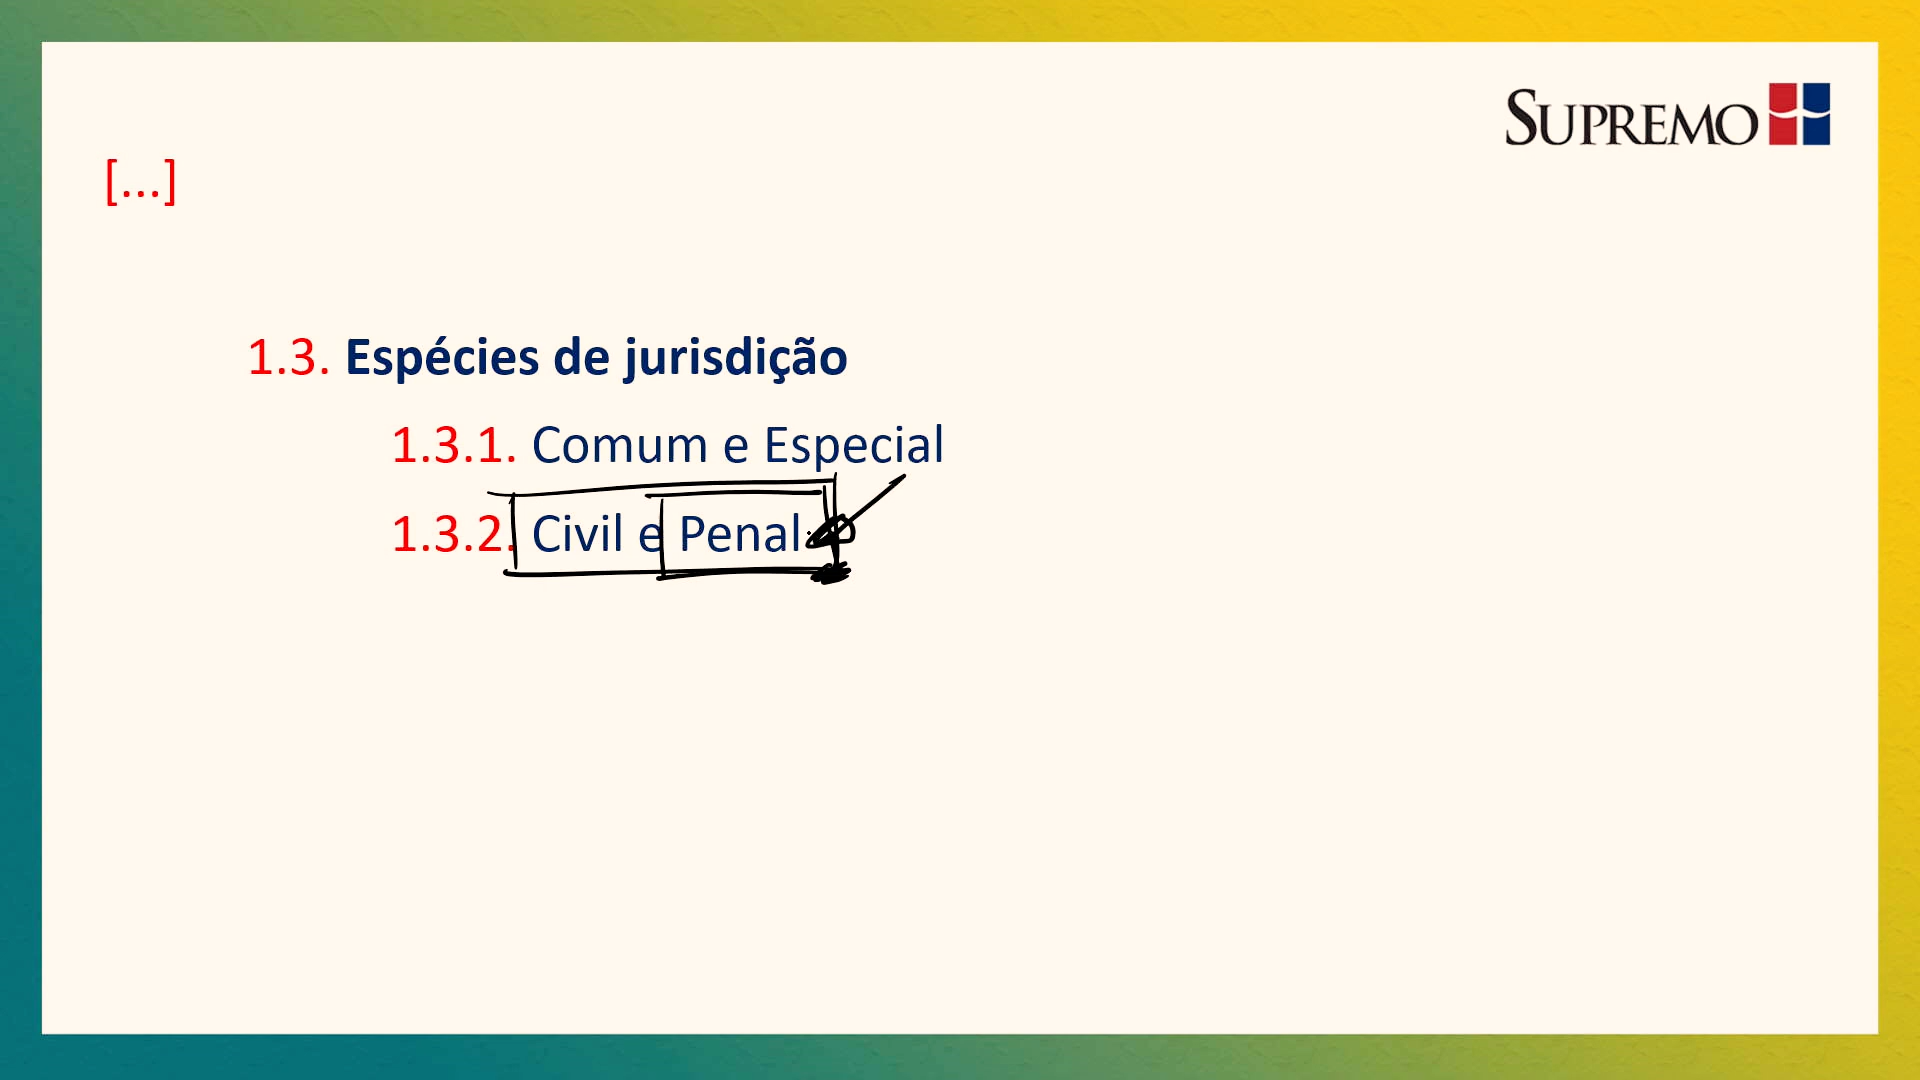 SUPREMO
[...]
1.3. Espécies de jurisdição
1.3.1. Comum e Especial
1.3.2. Civil e Penal